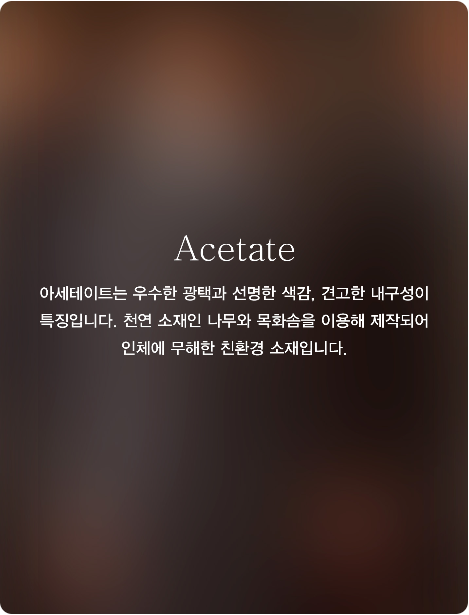 Acetate
아세테이트는 우수한 광택과 선명한 색감, 견고한 내구성이
특징입니다. 천연 소재인 나무와 목화솜을 이용해 제작되어
인체에 무해한 친환경 소재입니다.